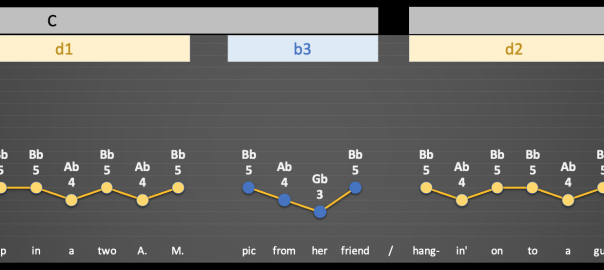 C
d1 b3 d2
Bb Bb Ab Bb Ab Bb Bb Ab Gb Bb Bb Ab Bb Bb Ab
5 5 4 5 4 5 5 4 3 5 5 4 5 5 4
in a two A. M. pic from her friend / hang- in' on to a